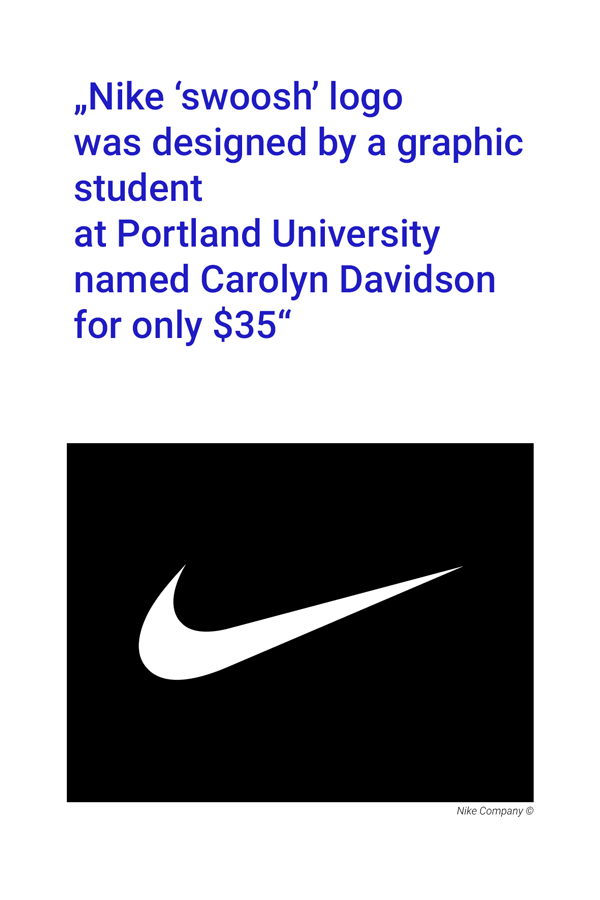 „Nike ‘swoosh’ logo
was designed by a graphic
student
at Portland University
named Carolyn Davidson
for only $35“
Nike Company ©